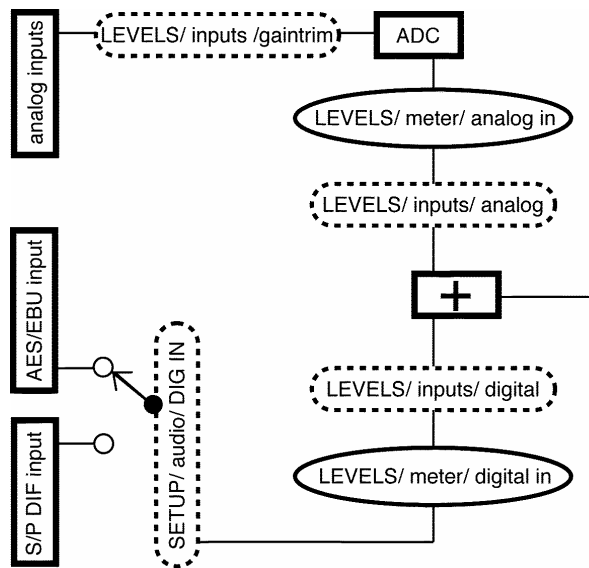 analog inputs
LEVELS/ inputs /gaintrim
ADC
LEVELS/ meter/ analog in
LEVELS/ inputs/ analog
+
AES/EBU input
SETUP/ audio/ DIG IN
LEVELS/ inputs/ digital
S/P DIF input
LEVELS/ meter/ digital in